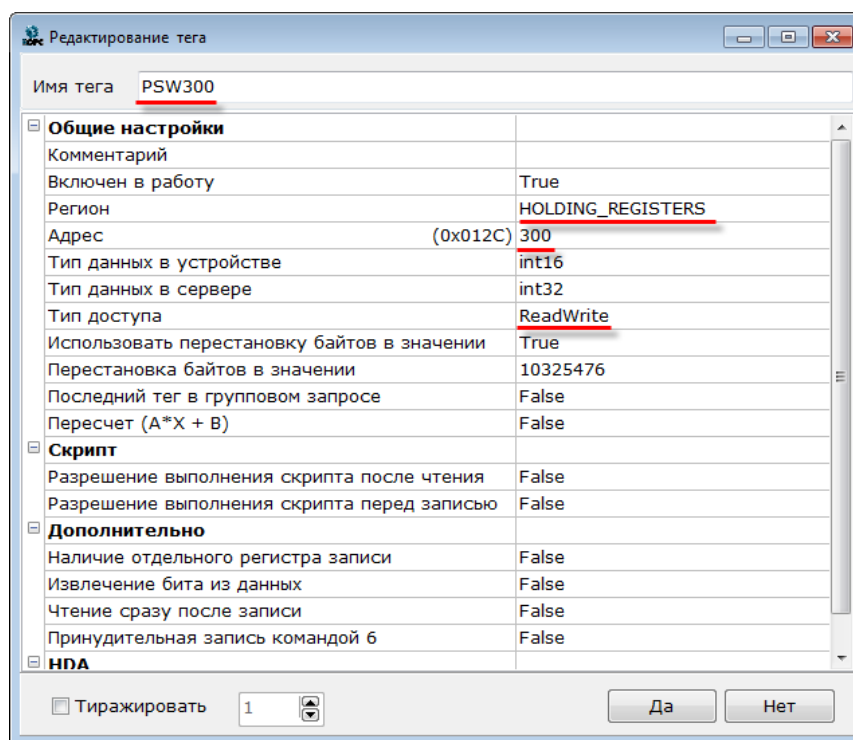 Редактирование тега
Имя тега PSW300
Общие настройки
Комментарий
Включен в работу True
Регион HOLDING_REGISTERS
Адрес (0x012C) 300
Тип данных в устройстве int16
Тип данных в сервере int32
Тип доступа ReadWrite
Использовать перестановку байтов в значении True
Перестановка байтов в значении 10325476
Последний тег в групповом запросе False
Пересчет (A*X + B) False
Скрипт
Разрешение выполнения скрипта после чтения False
Разрешение выполнения скрипта перед записью False
Дополнительно
Наличие отдельного регистра записи False
Извлечение бита из данных False
Чтение сразу после записи False
Принудительная запись командой 6 False
HDA
Тиражировать 1 Да Нет